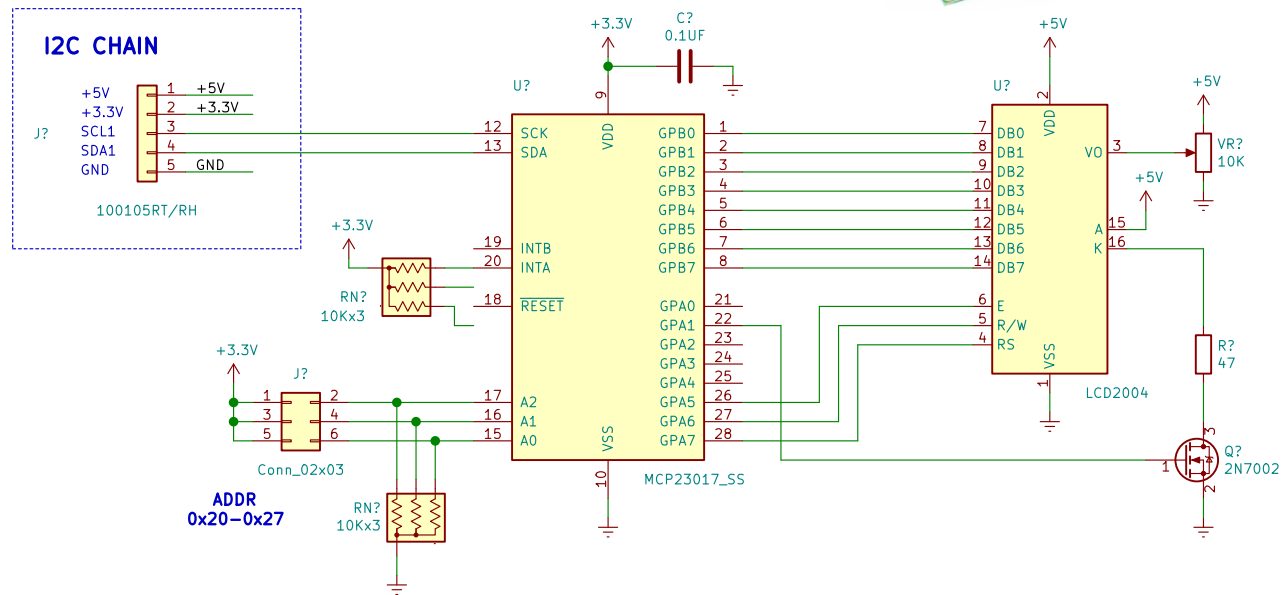 I2C CHAIN
+5V 1 +5V
+3.3V 2 +3.3V
J? SCL1 3
SDA1 4
GND 5 GND
100105RT/RH
+3.3V
C?
0.1UF
U?
9
VDD
12 SCK
13 SDA
19 INTB
20 INTA
18 RESET
17 A2
16 A1
15 A0
GPB0 1
GPB1 2
GPB2 3
GPB3 4
GPB4 5
GPB5 6
GPB6 7
GPB7 8
GPA0 21
GPA1 22
GPA2 23
GPA3 24
GPA4 25
GPA5 26
GPA6 27
GPA7 28
VSS
10
MCP23017_SS
+3.3V
RN?
10Kx3
+3.3V
J?
1 2
3 4
5 6
Conn_02x03
ADDR
0x20-0x27
RN?
10Kx3
+5V
U?
2
VDD
7 DB0
8 DB1
9 DB2
10 DB3
11 DB4
12 DB5
13 DB6
14 DB7
6 E
5 R/W
4 RS
VO 3
A 15
K 16
VSS
1
LCD2004
+5V
VR?
10K
+5V
R?
47
3
Q?
1
2N7002
2